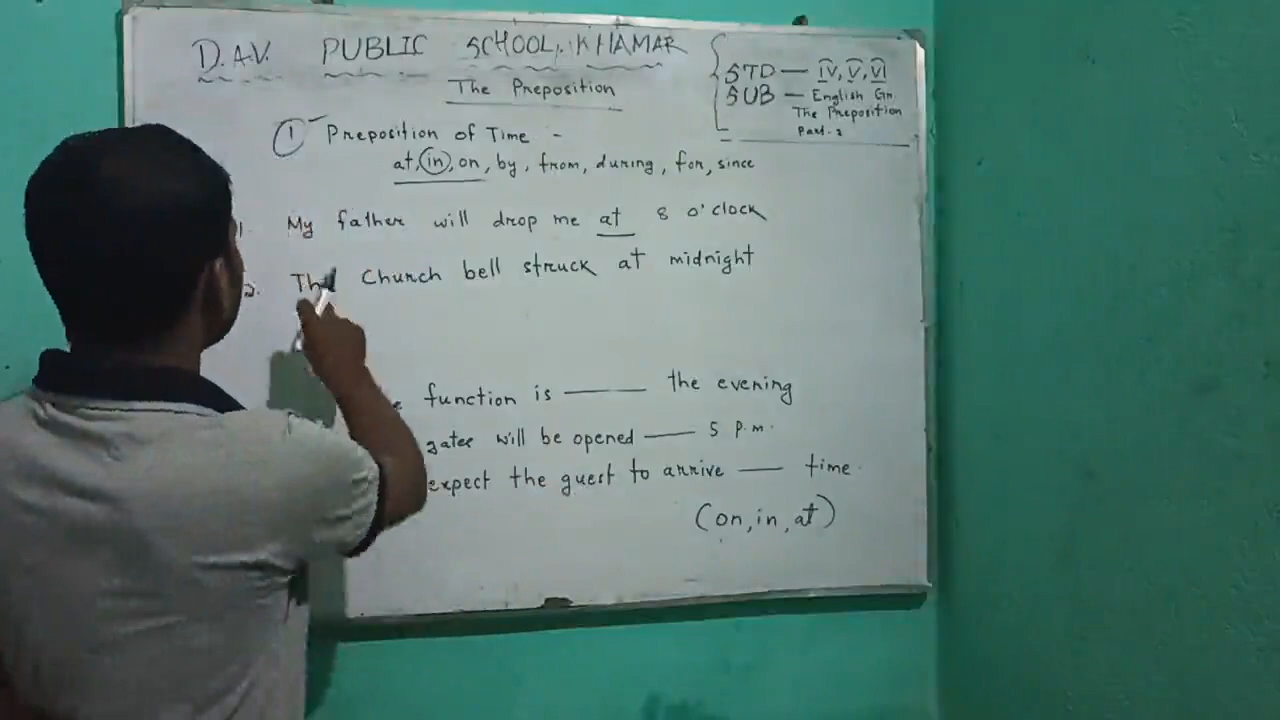 D.A.V. PUBLIC SCHOOL, KHAMAR
STD — IV, V, VI
SUB — English Gr.
The Preposition
Part-2
The Preposition
1 Preposition of Time -
at, in, on, by, from, during, for, since
1. My father will drop me at 8 o'clock
2. The Church bell struck at midnight
function is ——— the evening
gates will be opened —— 5 p.m.
expect the guest to arrive —— time.
(on, in, at)